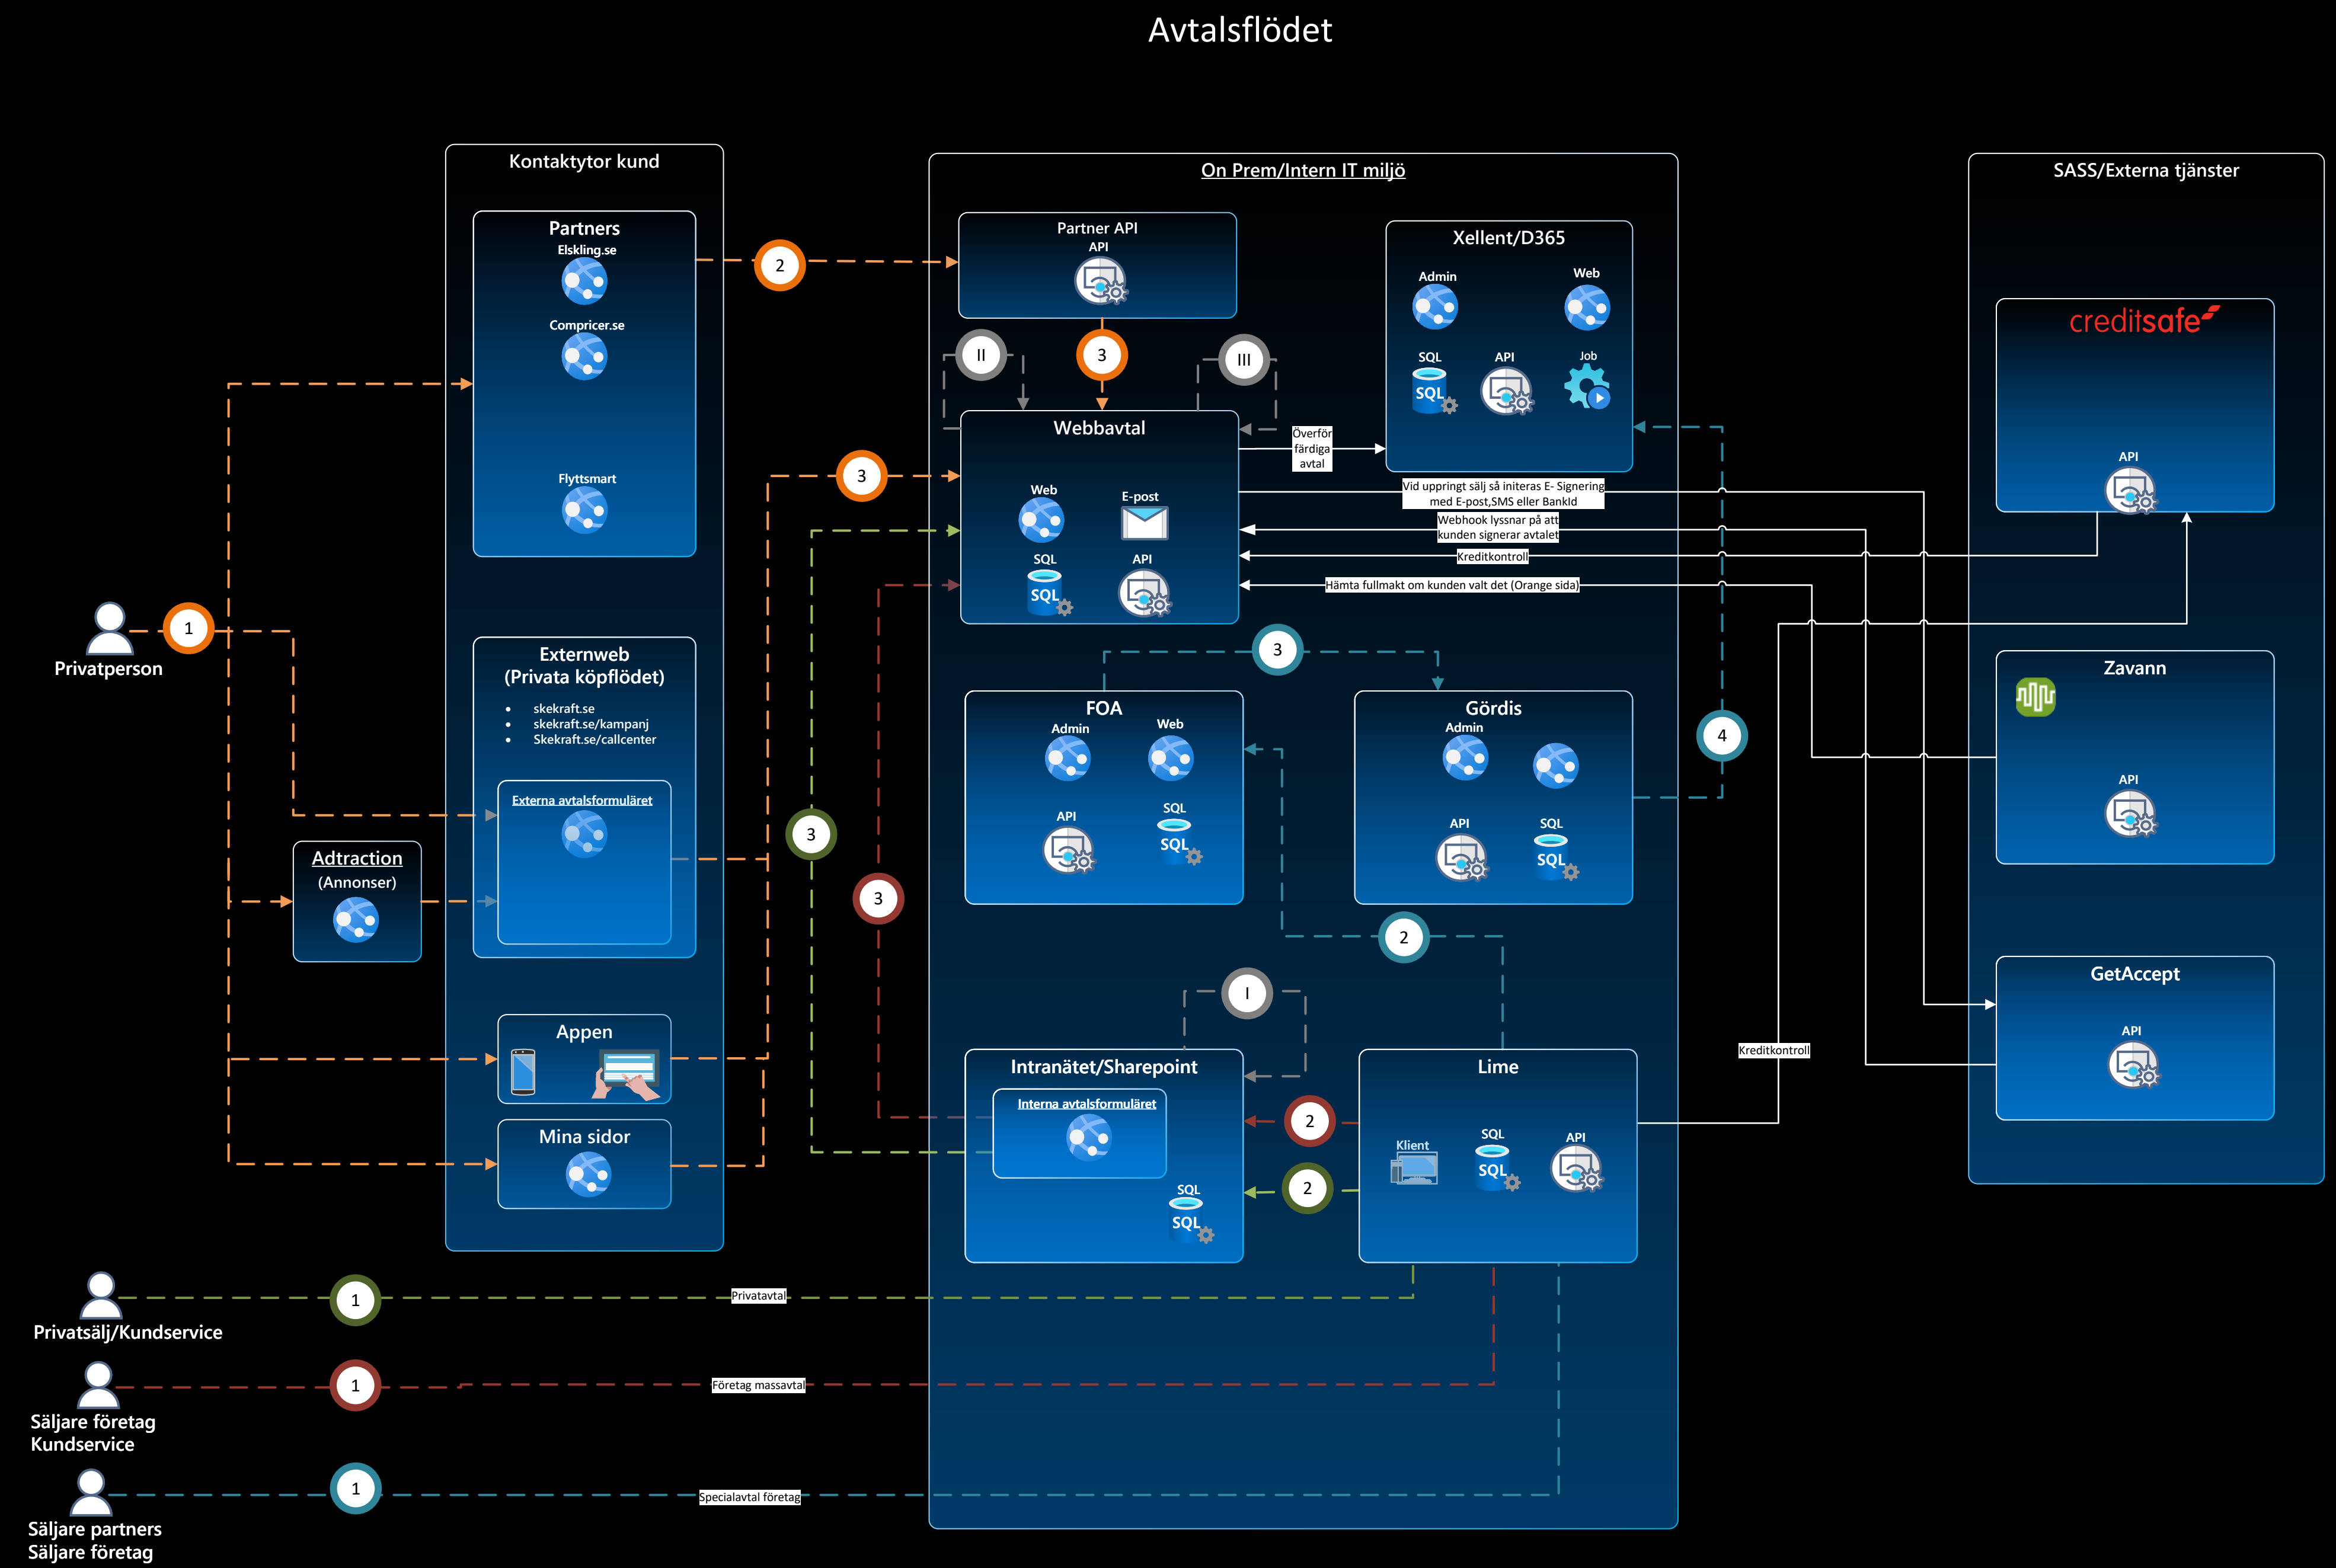 Avtalsflödet
Kontaktytor kund
Partners
Elskling.se
Compricer.se
Flyttsmart
2
Privatperson
1
Externweb
(Privata köpflödet)
• skekraft.se
• skekraft.se/kampanj
• Skekraft.se/callcenter
Externa avtalsformuläret
Adtraction
(Annonser)
Appen
Mina sidor
3
3
3
On Prem/Intern IT miljö
Partner API
API
3
II
III
Xellent/D365
Admin
Web
SQL
SQL
API
Job
Webbavtal
Web
E-post
SQL
SQL
API
Överför
färdiga
avtal
Vid uppringt sälj så initeras E- Signering
med E-post,SMS eller BankId
Webhook lyssnar på att
kunden signerar avtalet
Kreditkontroll
Hämta fullmakt om kunden valt det (Orange sida)
3
FOA
Admin
Web
API
SQL
SQL
Gördis
Admin
API
SQL
SQL
4
2
I
Intranätet/Sharepoint
Interna avtalsformuläret
SQL
SQL
2
2
Lime
Klient
SQL
SQL
API
Kreditkontroll
SASS/Externa tjänster
creditsafe
API
Zavann
API
GetAccept
API
Privatsälj/Kundservice
1
Privatavtal
Säljare företag
Kundservice
1
Företag massavtal
Säljare partners
Säljare företag
1
Specialavtal företag